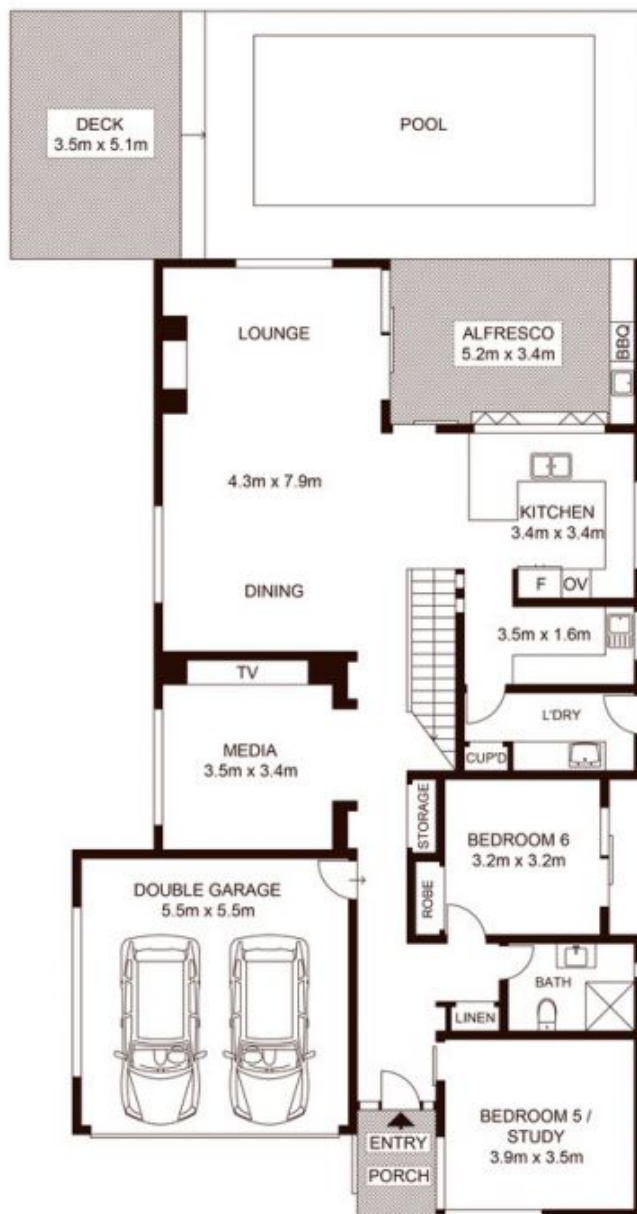 DECK
3.5m x 5.1m
POOL
LOUNGE
ALFRESCO
5.2m x 3.4m
BBQ
4.3m x 7.9m
KITCHEN
3.4m x 3.4m
F
OV
DINING
3.5m x 1.6m
TV
L'DRY
MEDIA
3.5m x 3.4m
CUP'D
STORAGE
BEDROOM 6
3.2m x 3.2m
DOUBLE GARAGE
5.5m x 5.5m
ROBE
BATH
LINEN
BEDROOM 5 /
STUDY
3.9m x 3.5m
ENTRY
PORCH